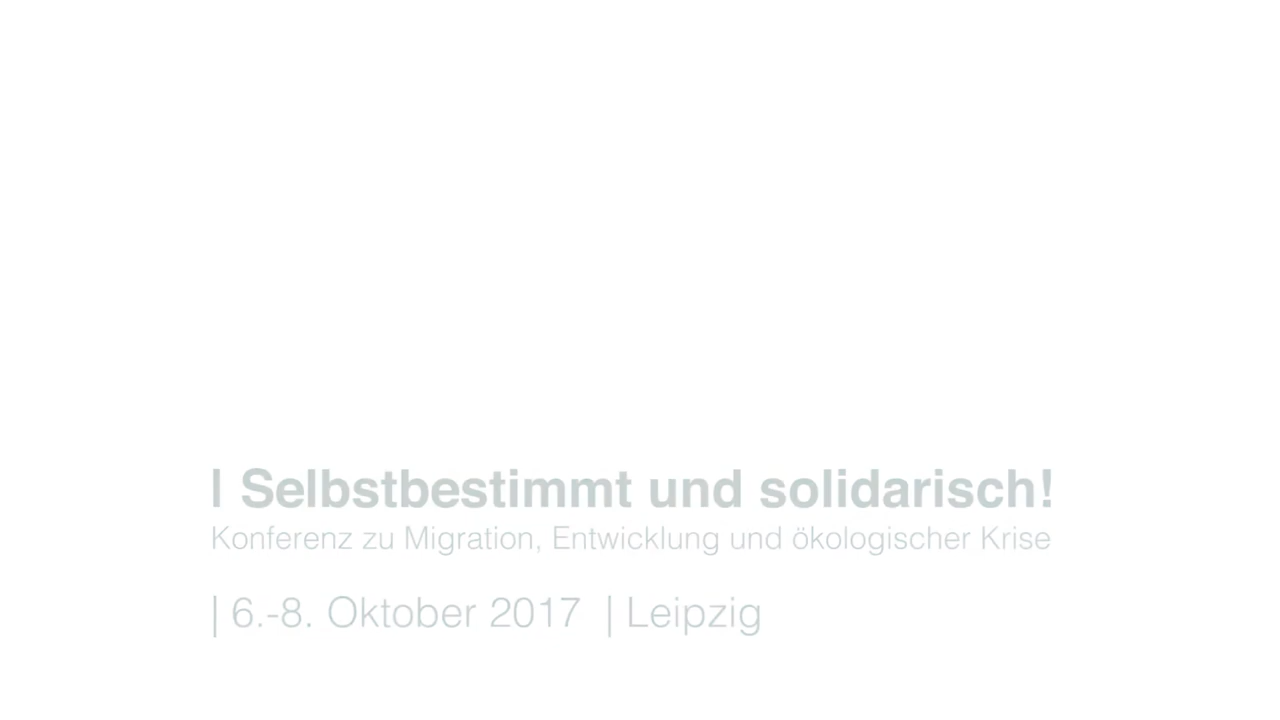 | Selbstbestimmt und solidarisch!
Konferenz zu Migration, Entwicklung und ökologischer Krise
| 6.-8. Oktober 2017 | Leipzig